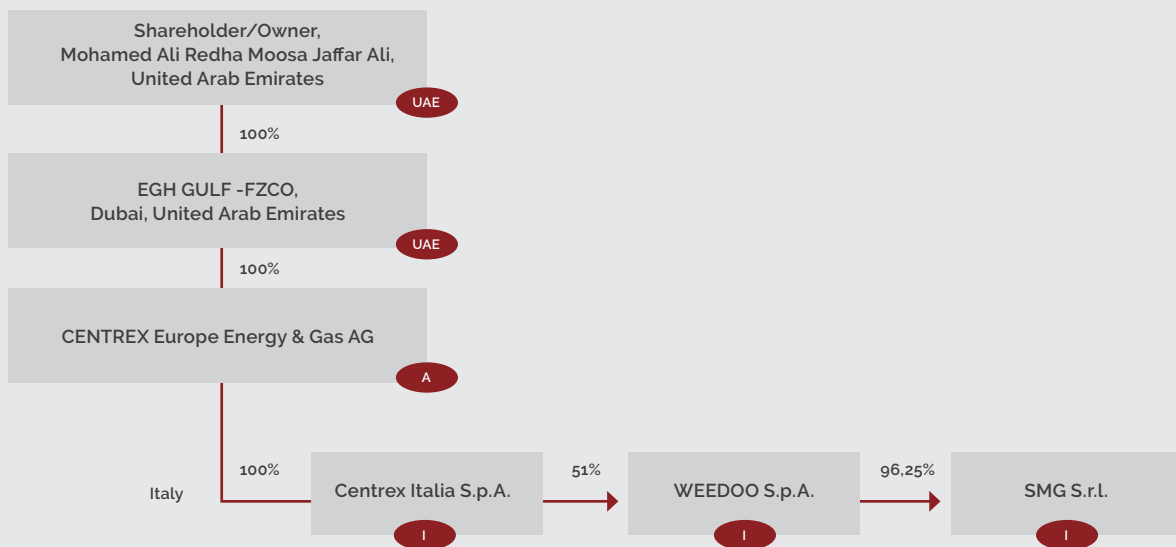 Shareholder/Owner,
Mohamed Ali Redha Moosa Jaffar Ali,
United Arab Emirates
UAE
100%
EGH GULF -FZCO,
Dubai, United Arab Emirates
UAE
100%
CENTREX Europe Energy & Gas AG
A
Italy
100%
Centrex Italia S.p.A.
I
51%
WEEDOO S.p.A.
I
96,25%
SMG S.r.l.
I